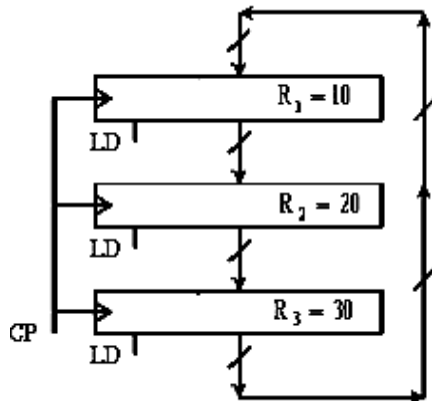 R₁ = 10
LD
R₂ = 20
LD
R₃ = 30
CP
LD